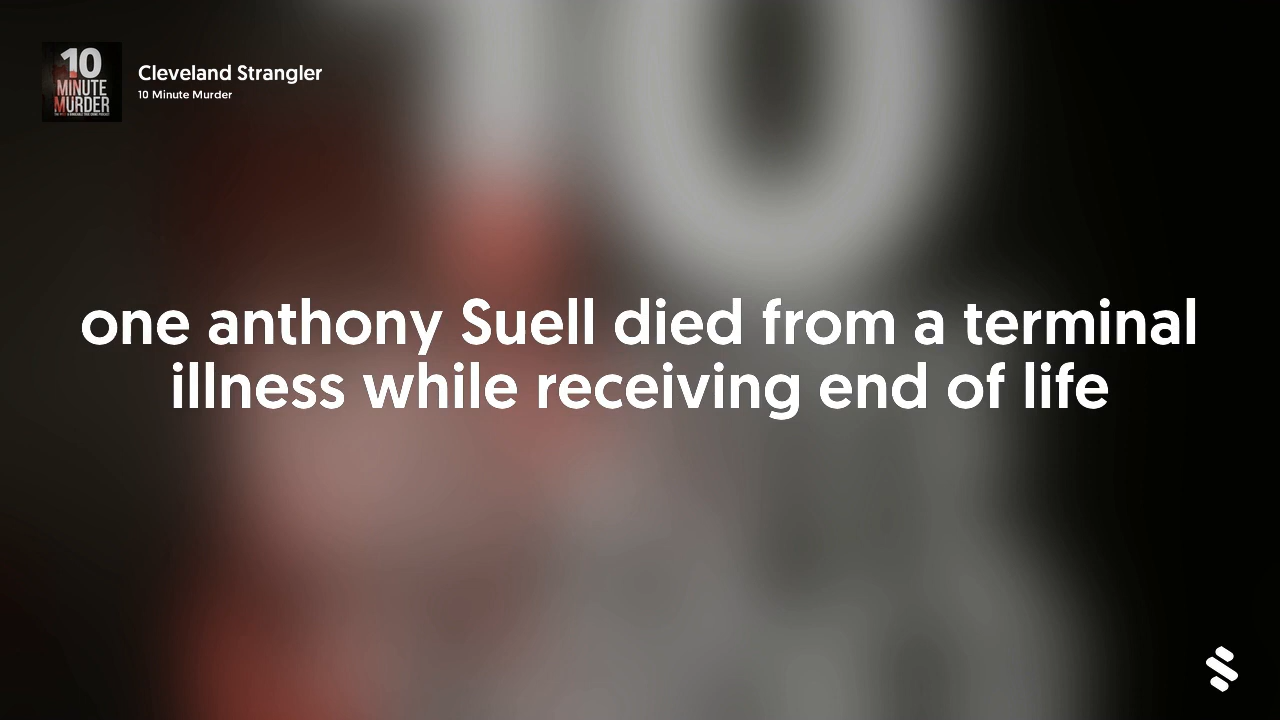 10
MINUTE
MURDER
Cleveland Strangler
10 Minute Murder
one anthony Suell died from a terminal
illness while receiving end of life